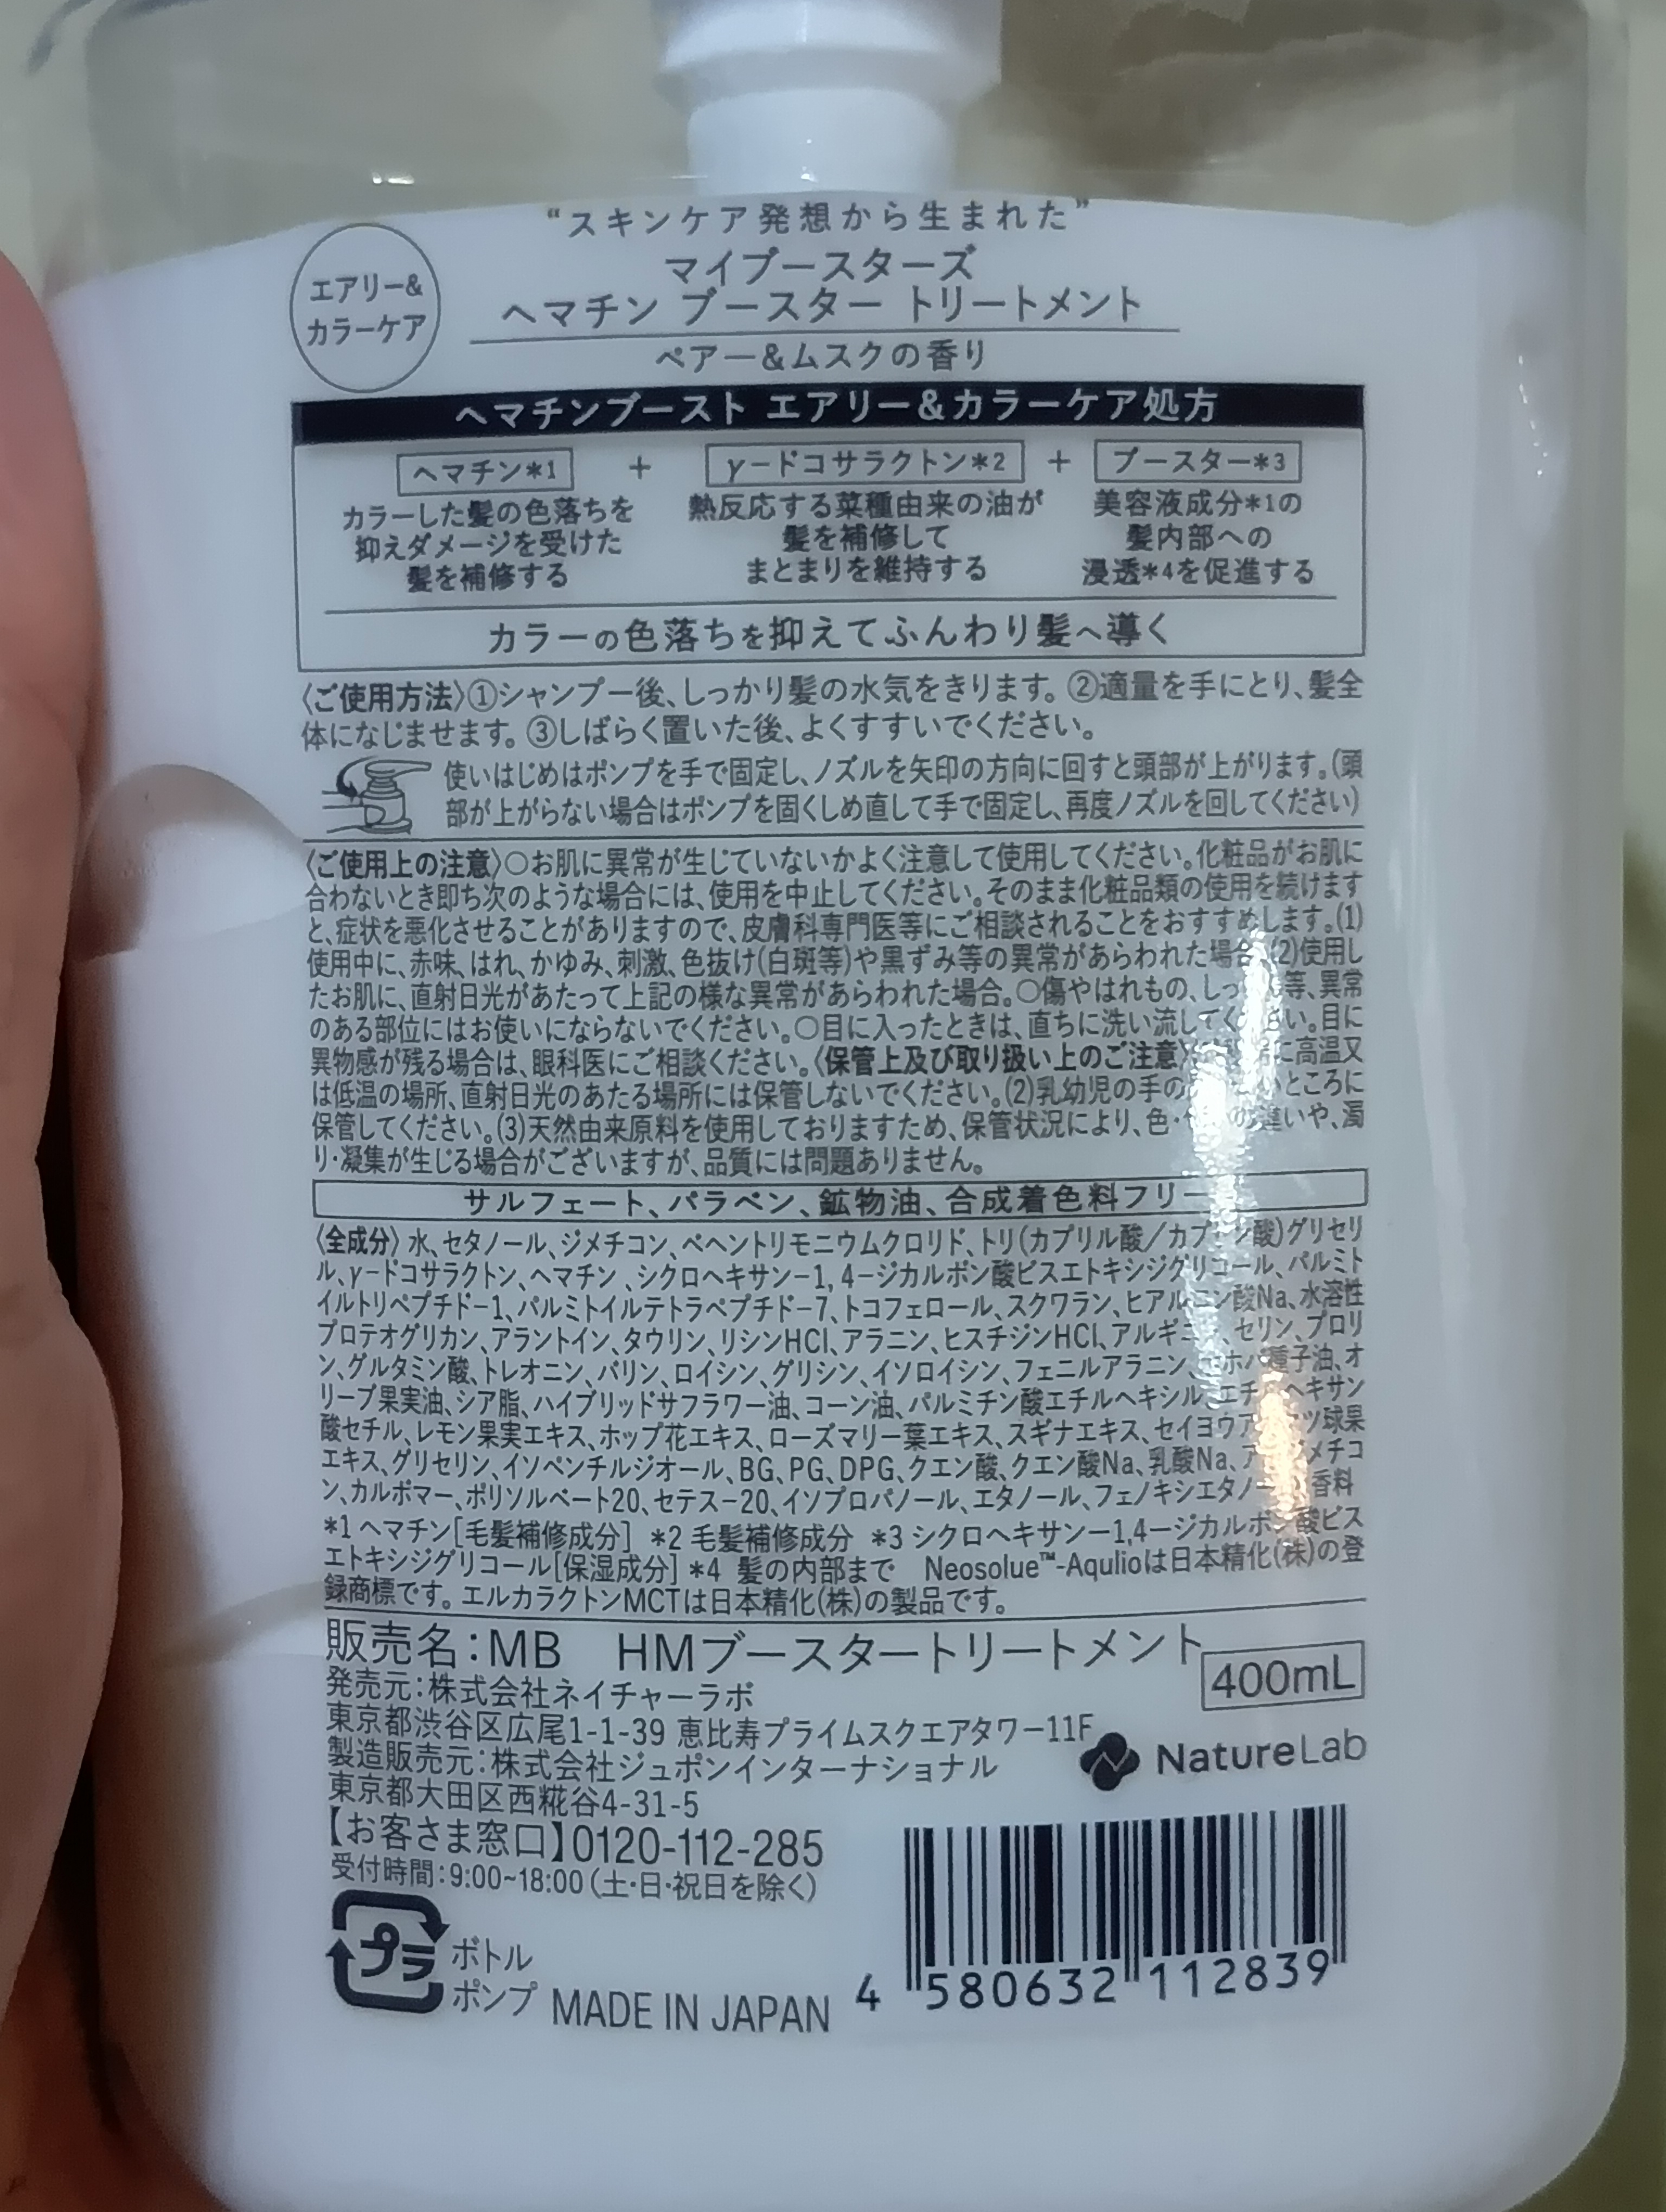 “スキンケア発想から生まれた”
エアリー&
カラーケア
マイブースターズ
ヘマチン ブースター トリートメント
ペアー&ムスクの香り
ヘマチンブースト エアリー&カラーケア処方
ヘマチン*1 + γ-ドコサラクトン*2 + ブースター*3
カラーした髪の色落ちを
抑えダメージを受けた
髪を補修する
熱反応する菜種由来の油が
髪を補修して
まとまりを維持する
美容液成分*1の
髪内部への
浸透*4を促進する
カラーの色落ちを抑えてふんわり髪へ導く
〈ご使用方法〉①シャンプー後、しっかり髪の水気をきります。②適量を手にとり、髪全
体になじませます。③しばらく置いた後、よくすすいでください。
使いはじめはポンプを手で固定し、ノズルを矢印の方向に回すと頭部が上がります。(頭
部が上がらない場合はポンプを固くしめ直して手で固定し、再度ノズルを回してください)
〈ご使用上の注意〉○お肌に異常が生じていないかよく注意して使用してください。化粧品がお肌に
合わないとき即ち次のような場合には、使用を中止してください。そのまま化粧品類の使用を続けます
と、症状を悪化させることがありますので、皮膚科専門医等にご相談されることをおすすめします。(1)
使用中に、赤味、はれ、かゆみ、刺激、色抜け(白斑等)や黒ずみ等の異常があらわれた場合。(2)使用し
たお肌に、直射日光があたって上記の様な異常があらわれた場合。○傷やはれもの、しっ 等、異常
のある部位にはお使いにならないでください。○目に入ったときは、直ちに洗い流してください。目に
異物感が残る場合は、眼科医にご相談ください。〈保管上及び取り扱い上のご注意〉 に高温又
は低温の場所、直射日光のあたる場所には保管しないでください。(2)乳幼児の手の いところに
保管してください。(3)天然由来原料を使用しておりますため、保管状況により、色・ の違いや、濁
り・凝集が生じる場合がございますが、品質には問題ありません。
サルフェート、パラベン、鉱物油、合成着色料フリー
〈全成分〉水、セタノール、ジメチコン、ベヘントリモニウムクロリド、トリ(カプリル酸/カプリン酸)グリセリ
ル、γ-ドコサラクトン、ヘマチン、シクロヘキサン-1, 4-ジカルボン酸ビスエトキシジグリコール、パルミト
イルトリペプチド-1、パルミトイルテトラペプチド-7、トコフェロール、スクワラン、ヒアルロン酸Na、水溶性
プロテオグリカン、アラントイン、タウリン、リシンHCl、アラニン、ヒスチジンHCl、アルギニン、セリン、プロリ
ン、グルタミン酸、トレオニン、バリン、ロイシン、グリシン、イソロイシン、フェニルアラニン、ホホバ種子油、オ
リーブ果実油、シア脂、ハイブリッドサフラワー油、コーン油、パルミチン酸エチルヘキシル、エチルヘキサン
酸セチル、レモン果実エキス、ホップ花エキス、ローズマリー葉エキス、スギナエキス、セイヨウアカマツ球果
エキス、グリセリン、イソペンチルジオール、BG、PG、DPG、クエン酸、クエン酸Na、乳酸Na、アモジメチコ
ン、カルボマー、ポリソルベート20、セテス-20、イソプロパノール、エタノール、フェノキシエタノール、香料
*1 ヘマチン[毛髪補修成分] *2 毛髪補修成分 *3 シクロヘキサン-1,4-ジカルボン酸ビス
エトキシジグリコール[保湿成分] *4 髪の内部まで Neosolue™-Aqulioは日本精化(株)の登
録商標です。エルカラクトンMCTは日本精化(株)の製品です。
販売名：MB HMブースタートリートメント
400mL
発売元：株式会社ネイチャーラボ
東京都渋谷区広尾1-1-39 恵比寿プライムスクエアタワー11F
製造販売元：株式会社ジュポンインターナショナル
東京都大田区西糀谷4-31-5
NatureLab
【お客さま窓口】0120-112-285
受付時間：9:00~18:00(土・日・祝日を除く)
プラ
ボトル
ポンプ
MADE IN JAPAN
4 580632 112839